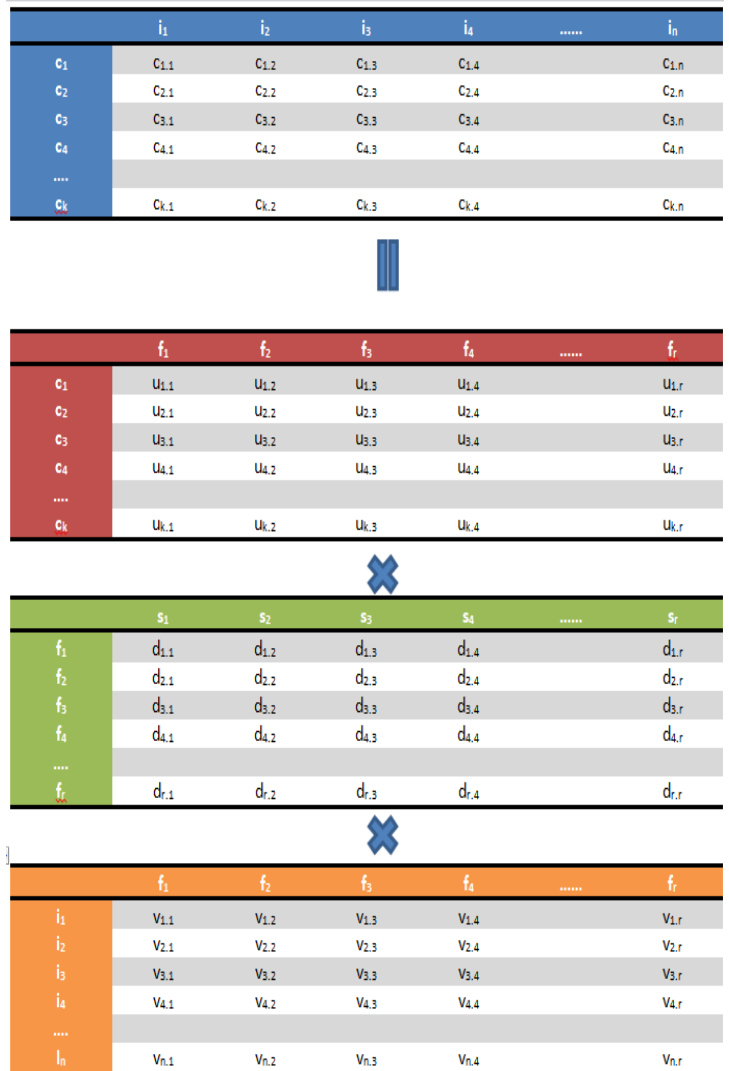 i₁ i₂ i₃ i₄ ...... iₙ
c₁ c₁.₁ c₁.₂ c₁.₃ c₁.₄ c₁.ₙ
c₂ c₂.₁ c₂.₂ c₂.₃ c₂.₄ c₂.ₙ
c₃ c₃.₁ c₃.₂ c₃.₃ c₃.₄ c₃.ₙ
c₄ c₄.₁ c₄.₂ c₄.₃ c₄.₄ c₄.ₙ
....
cₖ cₖ.₁ cₖ.₂ cₖ.₃ cₖ.₄ cₖ.ₙ
f₁ f₂ f₃ f₄ ...... fᵣ
c₁ u₁.₁ u₁.₂ u₁.₃ u₁.₄ u₁.ᵣ
c₂ u₂.₁ u₂.₂ u₂.₃ u₂.₄ u₂.ᵣ
c₃ u₃.₁ u₃.₂ u₃.₃ u₃.₄ u₃.ᵣ
c₄ u₄.₁ u₄.₂ u₄.₃ u₄.₄ u₄.ᵣ
....
cₖ uₖ.₁ uₖ.₂ uₖ.₃ uₖ.₄ uₖ.ᵣ
s₁ s₂ s₃ s₄ ...... sᵣ
f₁ d₁.₁ d₁.₂ d₁.₃ d₁.₄ d₁.ᵣ
f₂ d₂.₁ d₂.₂ d₂.₃ d₂.₄ d₂.ᵣ
f₃ d₃.₁ d₃.₂ d₃.₃ d₃.₄ d₃.ᵣ
f₄ d₄.₁ d₄.₂ d₄.₃ d₄.₄ d₄.ᵣ
....
fᵣ dᵣ.₁ dᵣ.₂ dᵣ.₃ dᵣ.₄ dᵣ.ᵣ
f₁ f₂ f₃ f₄ ...... fᵣ
i₁ v₁.₁ v₁.₂ v₁.₃ v₁.₄ v₁.ᵣ
i₂ v₂.₁ v₂.₂ v₂.₃ v₂.₄ v₂.ᵣ
i₃ v₃.₁ v₃.₂ v₃.₃ v₃.₄ v₃.ᵣ
i₄ v₄.₁ v₄.₂ v₄.₃ v₄.₄ v₄.ᵣ
....
Iₙ vₙ.₁ vₙ.₂ vₙ.₃ vₙ.₄ vₙ.ᵣ